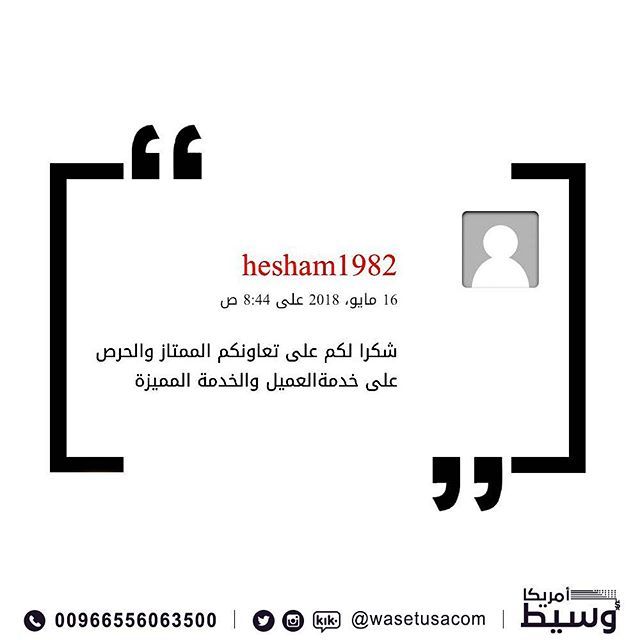 hesham1982
16 مايو، 2018 على 8:44 ص
شكرا لكم على تعاونكم الممتاز والحرص
على خدمةالعميل والخدمة المميزة
00966556063500
kik
@wasetusacom
أمريكا
وسيط